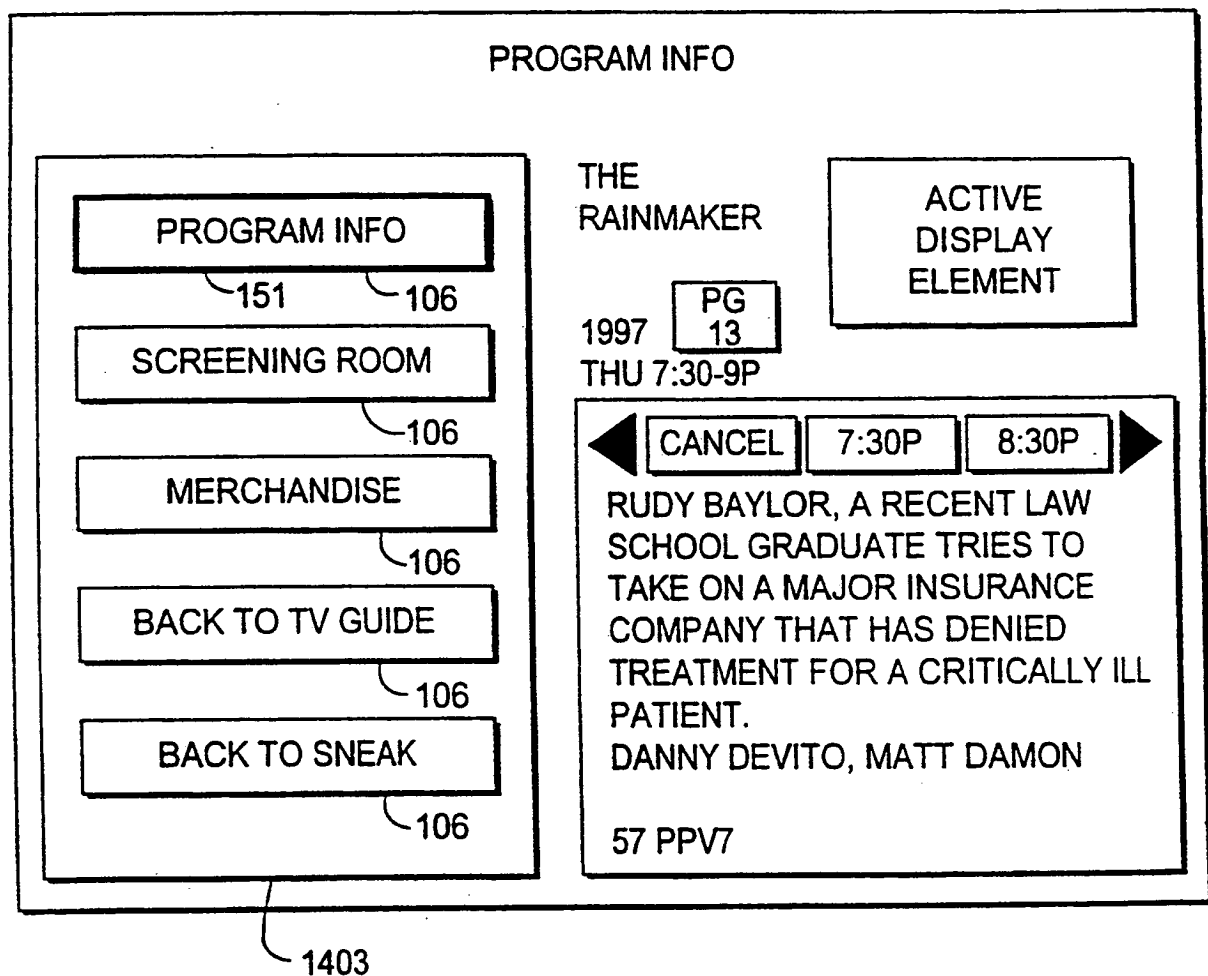 PROGRAM INFO
PROGRAM INFO
151
106
SCREENING ROOM
106
MERCHANDISE
106
BACK TO TV GUIDE
106
BACK TO SNEAK
106
1403
THE
RAINMAKER
ACTIVE
DISPLAY
ELEMENT
1997
PG
13
THU 7:30-9P
CANCEL 7:30P 8:30P
RUDY BAYLOR, A RECENT LAW
SCHOOL GRADUATE TRIES TO
TAKE ON A MAJOR INSURANCE
COMPANY THAT HAS DENIED
TREATMENT FOR A CRITICALLY ILL
PATIENT.
DANNY DEVITO, MATT DAMON
57 PPV7